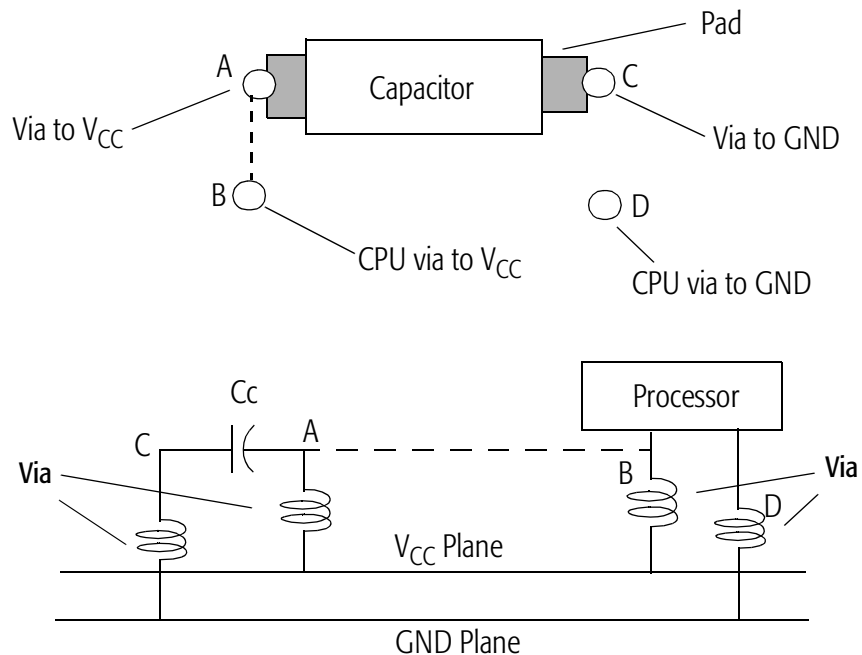 Pad
A
Capacitor
C
Via to VCC
Via to GND
B
D
CPU via to VCC
CPU via to GND
Processor
Cc
C
A
Via
B
Via
D
VCC Plane
GND Plane